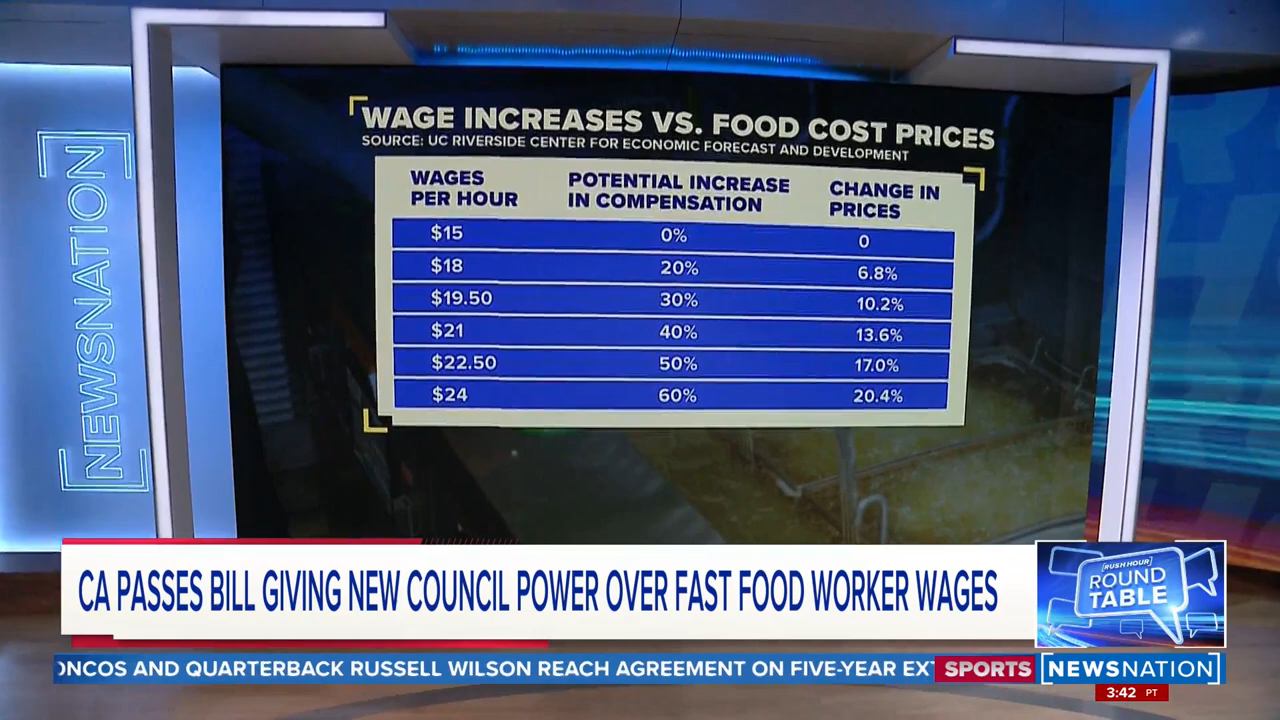 NEWSNATION
WAGE INCREASES VS. FOOD COST PRICES
SOURCE: UC RIVERSIDE CENTER FOR ECONOMIC FORECAST AND DEVELOPMENT
WAGES PER HOUR POTENTIAL INCREASE IN COMPENSATION CHANGE IN PRICES
$15 0% 0
$18 20% 6.8%
$19.50 30% 10.2%
$21 40% 13.6%
$22.50 50% 17.0%
$24 60% 20.4%
CA PASSES BILL GIVING NEW COUNCIL POWER OVER FAST FOOD WORKER WAGES
[RUSH HOUR]
ROUND
TABLE
ONCOS AND QUARTERBACK RUSSELL WILSON REACH AGREEMENT ON FIVE-YEAR EXT SPORTS NEWSNATION
3:42 PT